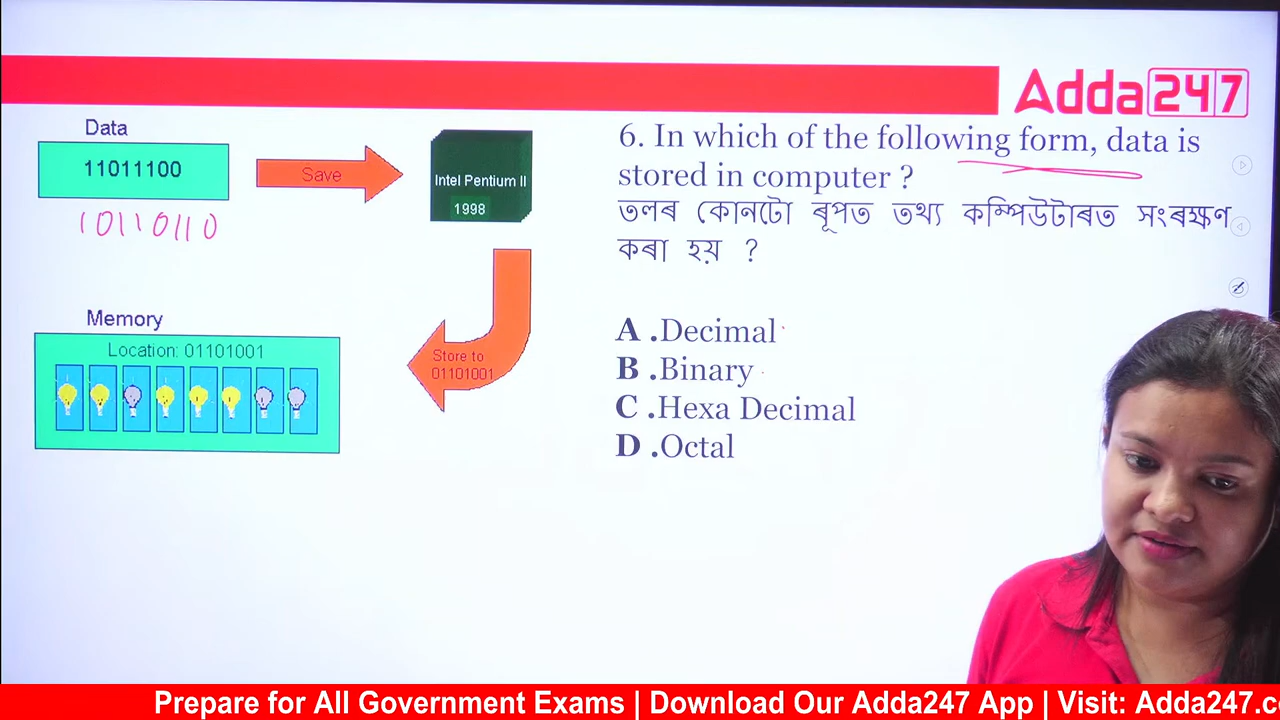 Adda247
Data
11011100
10110110
Save
Intel Pentium II
1998
Memory
Location: 01101001
Store to
01101001
6. In which of the following form, data is
stored in computer ?
তলৰ কোনটো ৰূপত তথ্য কম্পিউটাৰত সংৰক্ষণ
কৰা হয় ?
A .Decimal
B .Binary
C .Hexa Decimal
D .Octal
Prepare for All Government Exams | Download Our Adda247 App | Visit: Adda247.c